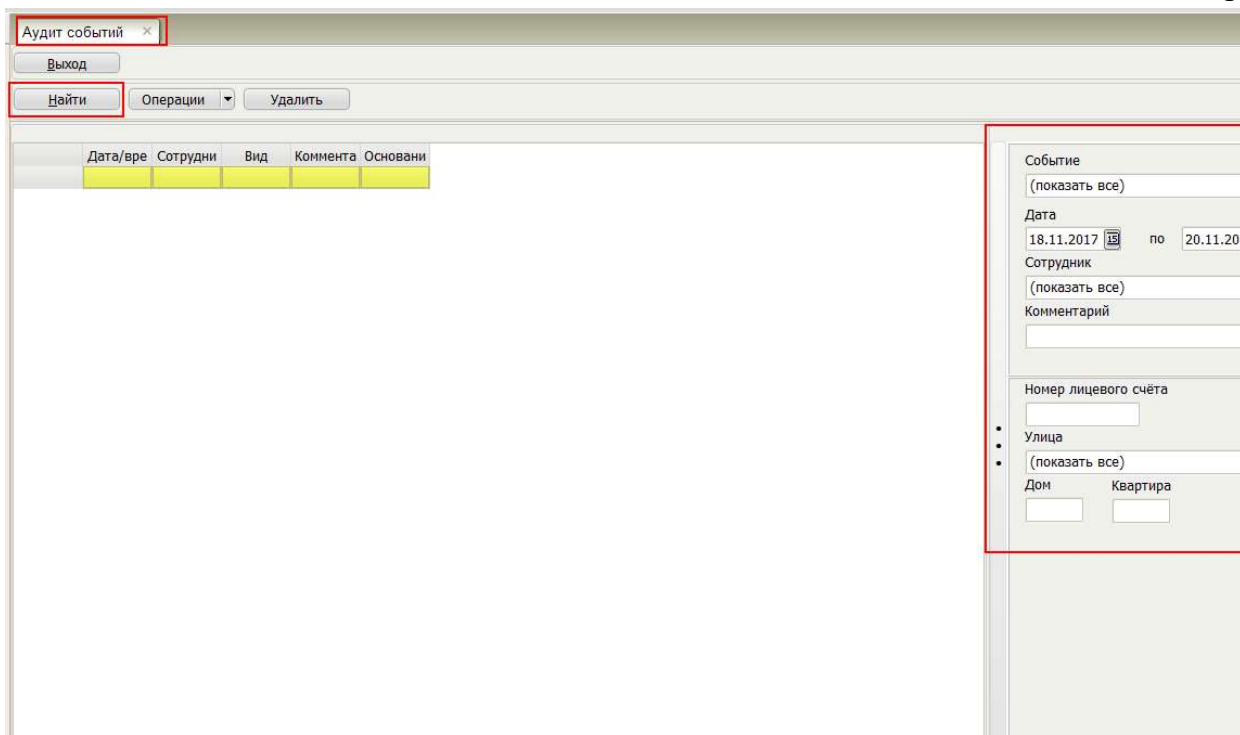 Аудит событий ×
Выход
Найти Операции Удалить
Дата/вре Сотрудни Вид Коммента Основани
Событие
(показать все)
Дата
18.11.2017 15 по 20.11.20
Сотрудник
(показать все)
Комментарий
Номер лицевого счёта
Улица
(показать все)
Дом Квартира